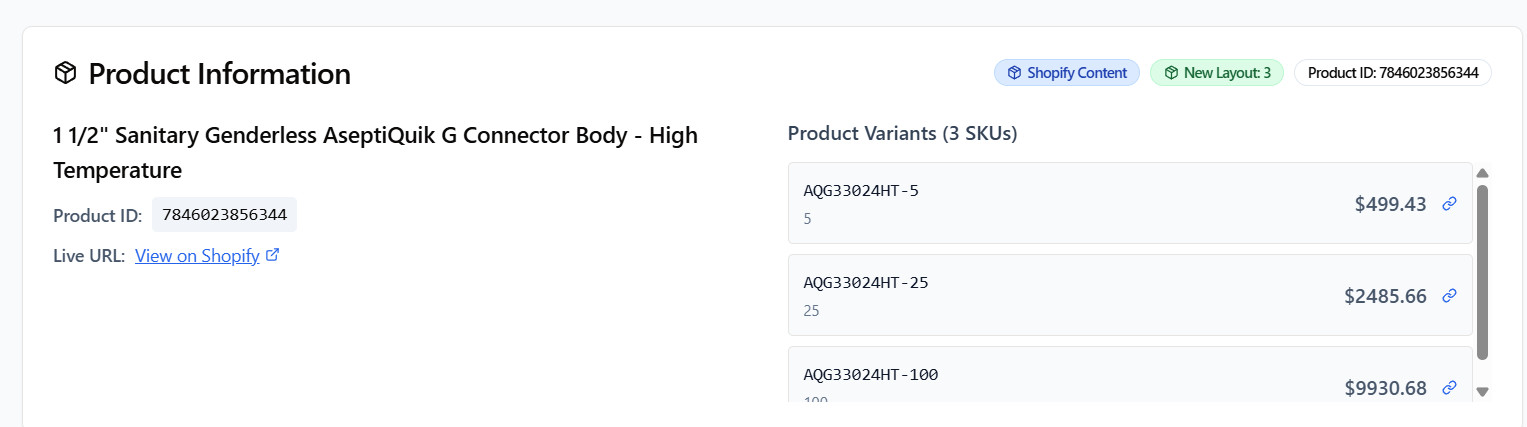 Product Information
Shopify Content
New Layout: 3
Product ID: 7846023856344
1 1/2" Sanitary Genderless AseptiQuik G Connector Body - High
Temperature
Product ID: 7846023856344
Live URL: View on Shopify
Product Variants (3 SKUs)
AQG33024HT-5
5
$499.43
AQG33024HT-25
25
$2485.66
AQG33024HT-100
100
$9930.68